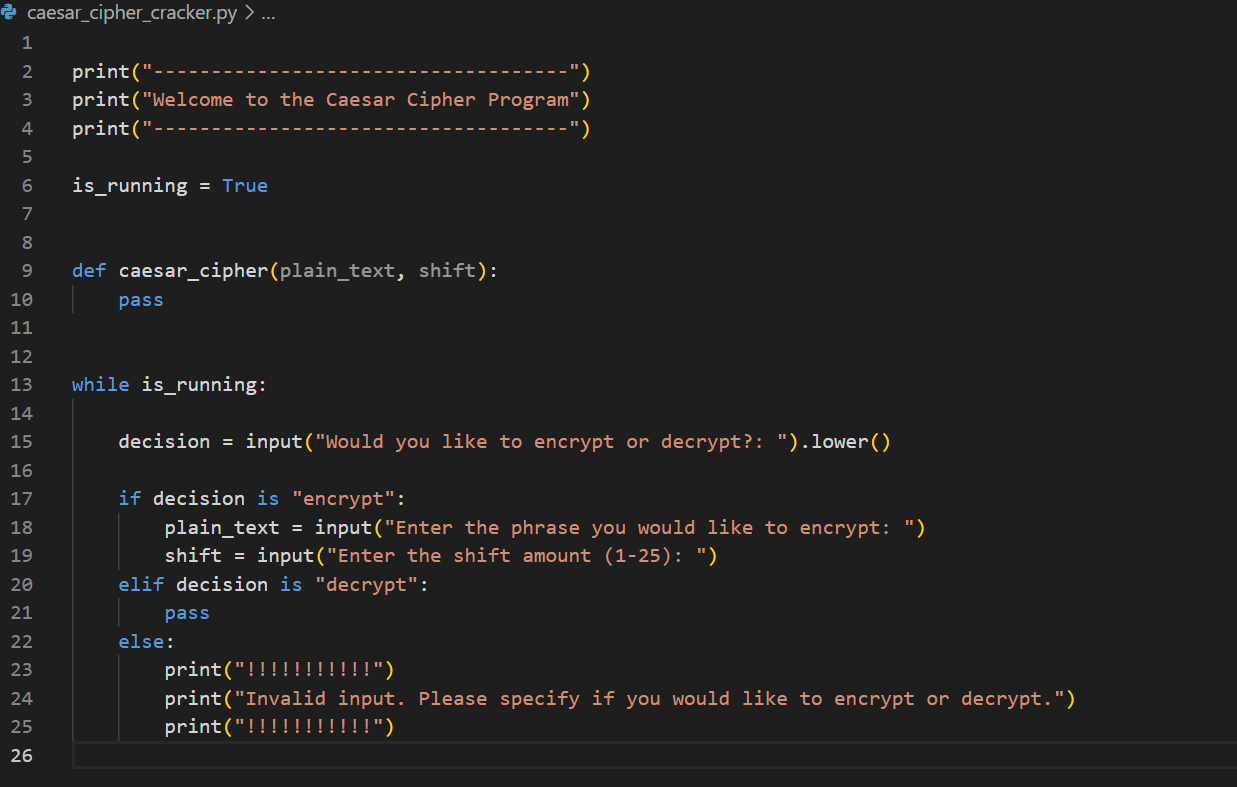 caesar_cipher_cracker.py > ...
1
2 print("------------------------------------")
3 print("Welcome to the Caesar Cipher Program")
4 print("------------------------------------")
5
6 is_running = True
7
8
9 def caesar_cipher(plain_text, shift):
10     pass
11
12
13 while is_running:
14
15     decision = input("Would you like to encrypt or decrypt?: ").lower()
16
17     if decision is "encrypt":
18         plain_text = input("Enter the phrase you would like to encrypt: ")
19         shift = input("Enter the shift amount (1-25): ")
20     elif decision is "decrypt":
21         pass
22     else:
23         print("!!!!!!!!!!!")
24         print("Invalid input. Please specify if you would like to encrypt or decrypt.")
25         print("!!!!!!!!!!!")
26